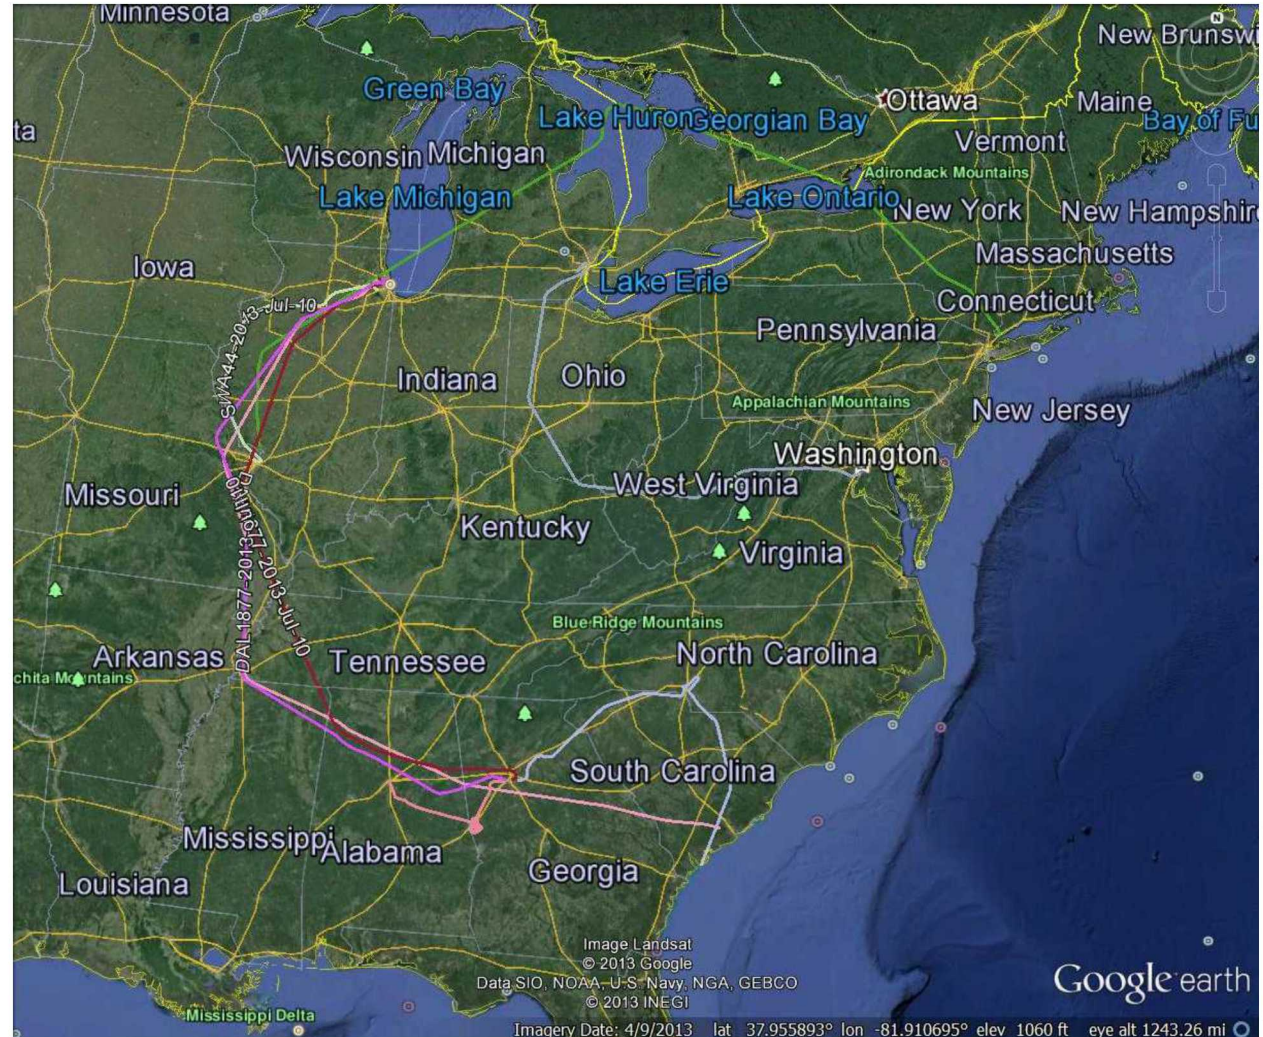 Minnesota
New Brunswi
N
Green Bay
Ottawa
Maine
Lake Huron
Georgian Bay
Bay of Fu
ta
Vermont
Wisconsin
Michigan
Adirondack Mountains
Lake Michigan
Lake Ontario
New York
New Hampshire
Massachusetts
Iowa
Lake Erie
Connecticut
SWA44-2013-Jul-10
Pennsylvania
Indiana
Ohio
Appalachian Mountains
New Jersey
Washington
Missouri
West Virginia
Kentucky
Virginia
77-2013-Jul-10
DAL1877-2013-
Blue Ridge Mountains
Arkansas
Tennessee
North Carolina
chita Mountains
South Carolina
Mississippi
Alabama
Georgia
Louisiana
Image Landsat
© 2013 Google
Data SIO, NOAA, U.S. Navy, NGA, GEBCO
© 2013 INEGI
Google earth
Mississippi Delta
Imagery Date: 4/9/2013 lat 37.955893° lon -81.910695° elev 1060 ft eye alt 1243.26 mi